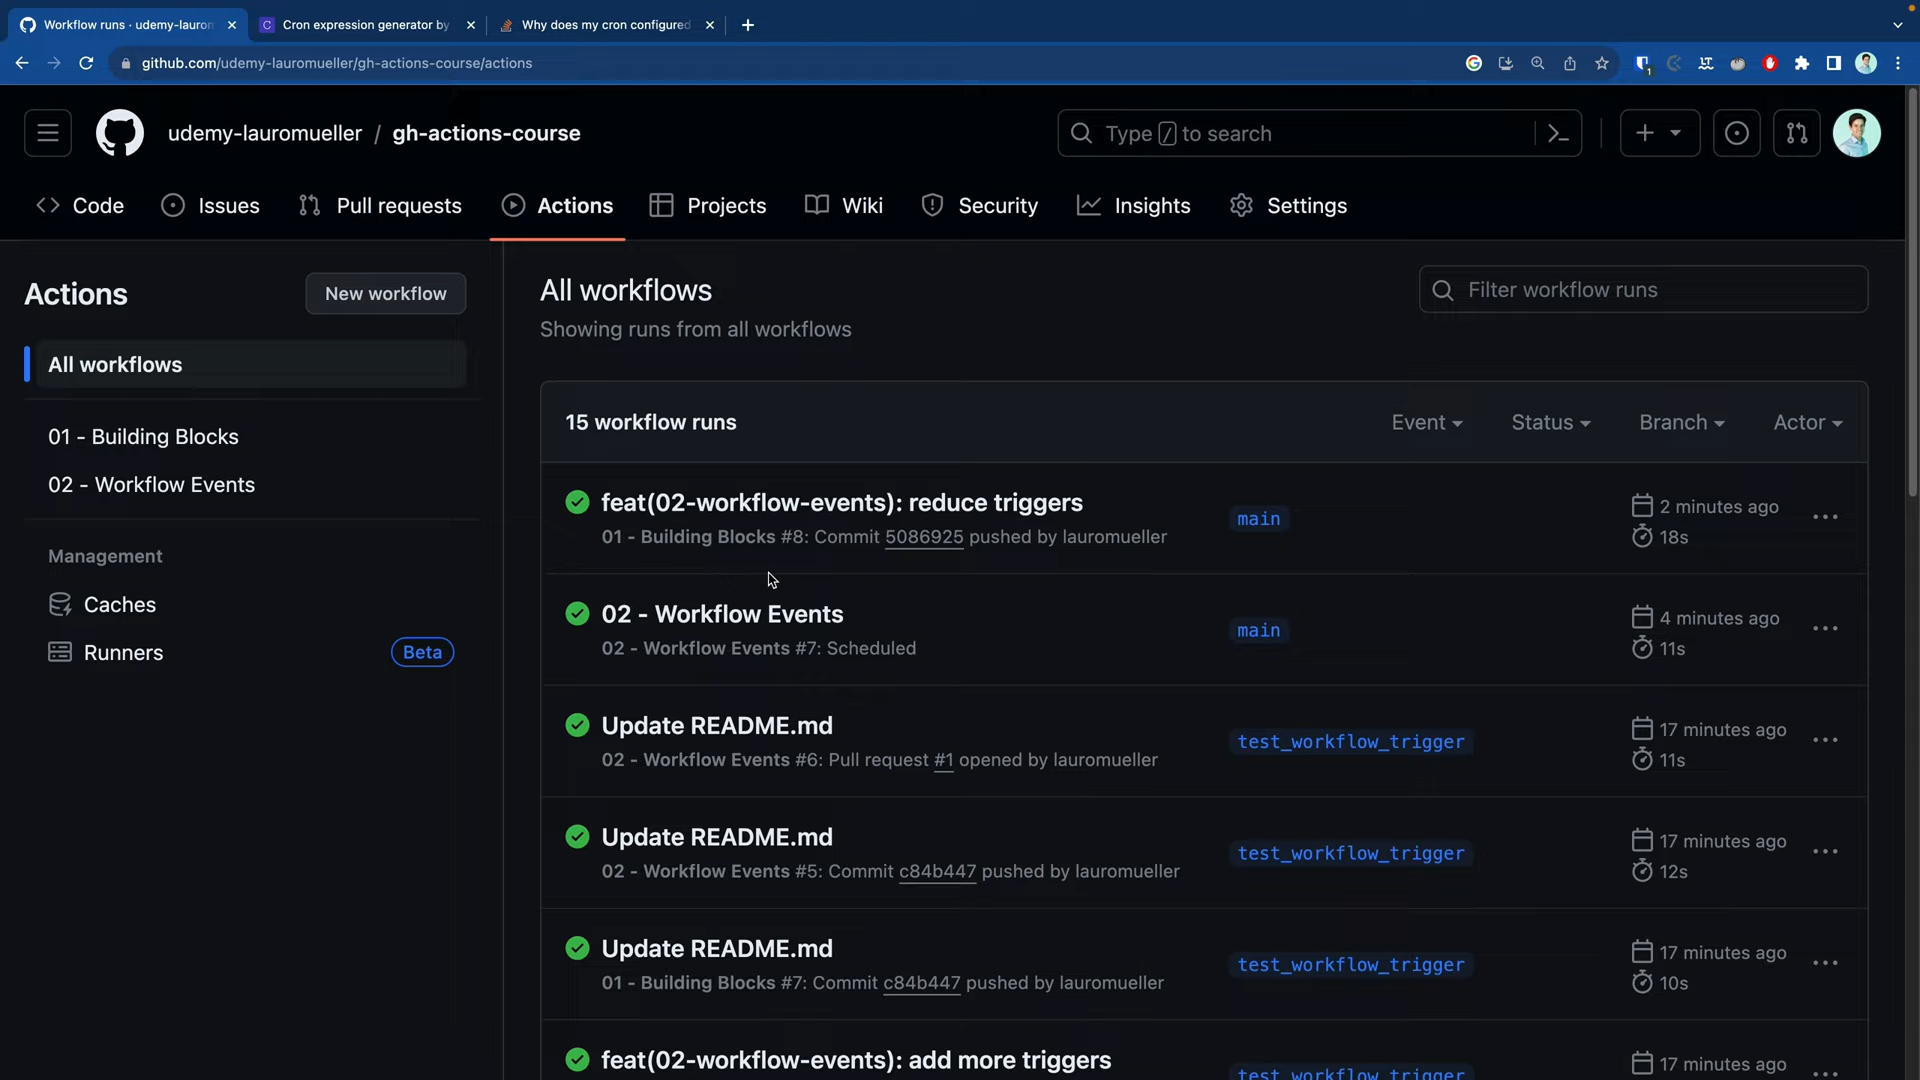 Workflow runs · udemy-lauron
Cron expression generator by
Why does my cron configured
github.com/udemy-lauromueller/gh-actions-course/actions
udemy-lauromueller / gh-actions-course
Type / to search
Code
Issues
Pull requests
Actions
Projects
Wiki
Security
Insights
Settings
Actions
New workflow
All workflows
01 - Building Blocks
02 - Workflow Events
Management
Caches
Runners
Beta
All workflows
Showing runs from all workflows
Filter workflow runs
15 workflow runs
Event
Status
Branch
Actor
feat(02-workflow-events): reduce triggers
01 - Building Blocks #8: Commit 5086925 pushed by lauromueller
main
2 minutes ago
18s
02 - Workflow Events
02 - Workflow Events #7: Scheduled
main
4 minutes ago
11s
Update README.md
02 - Workflow Events #6: Pull request #1 opened by lauromueller
test_workflow_trigger
17 minutes ago
11s
Update README.md
02 - Workflow Events #5: Commit c84b447 pushed by lauromueller
test_workflow_trigger
17 minutes ago
12s
Update README.md
01 - Building Blocks #7: Commit c84b447 pushed by lauromueller
test_workflow_trigger
17 minutes ago
10s
feat(02-workflow-events): add more triggers
test_workflow_trigger
17 minutes ago